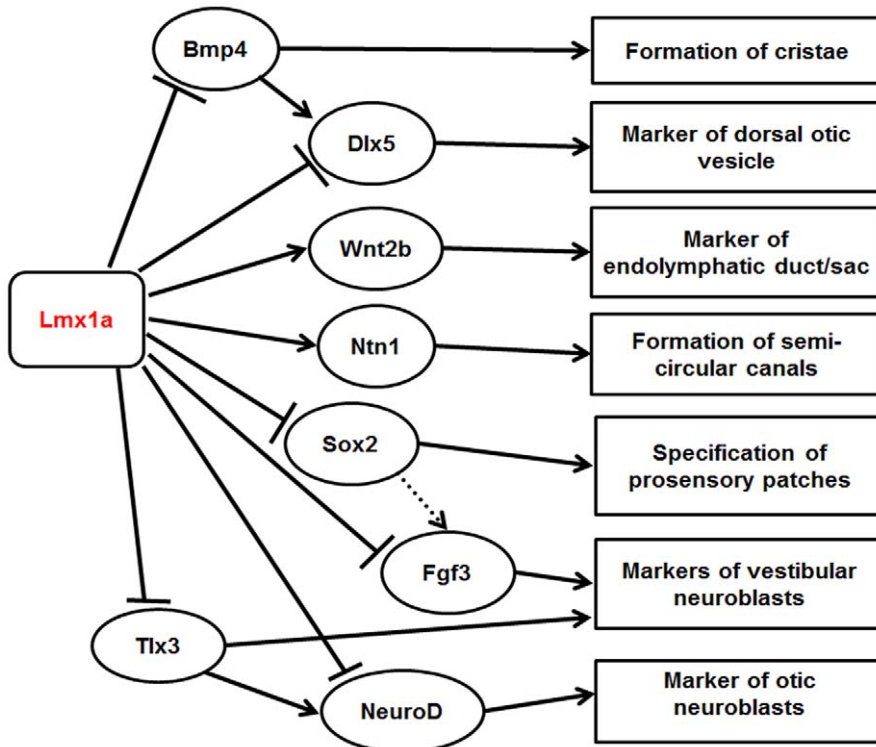 Bmp4
Formation of cristae
Dlx5
Marker of dorsal otic
vesicle
Wnt2b
Marker of
endolymphatic duct/sac
Lmx1a
Ntn1
Formation of semi-
circular canals
Sox2
Specification of
prosensory patches
Fgf3
Markers of vestibular
neuroblasts
Tlx3
NeuroD
Marker of otic
neuroblasts